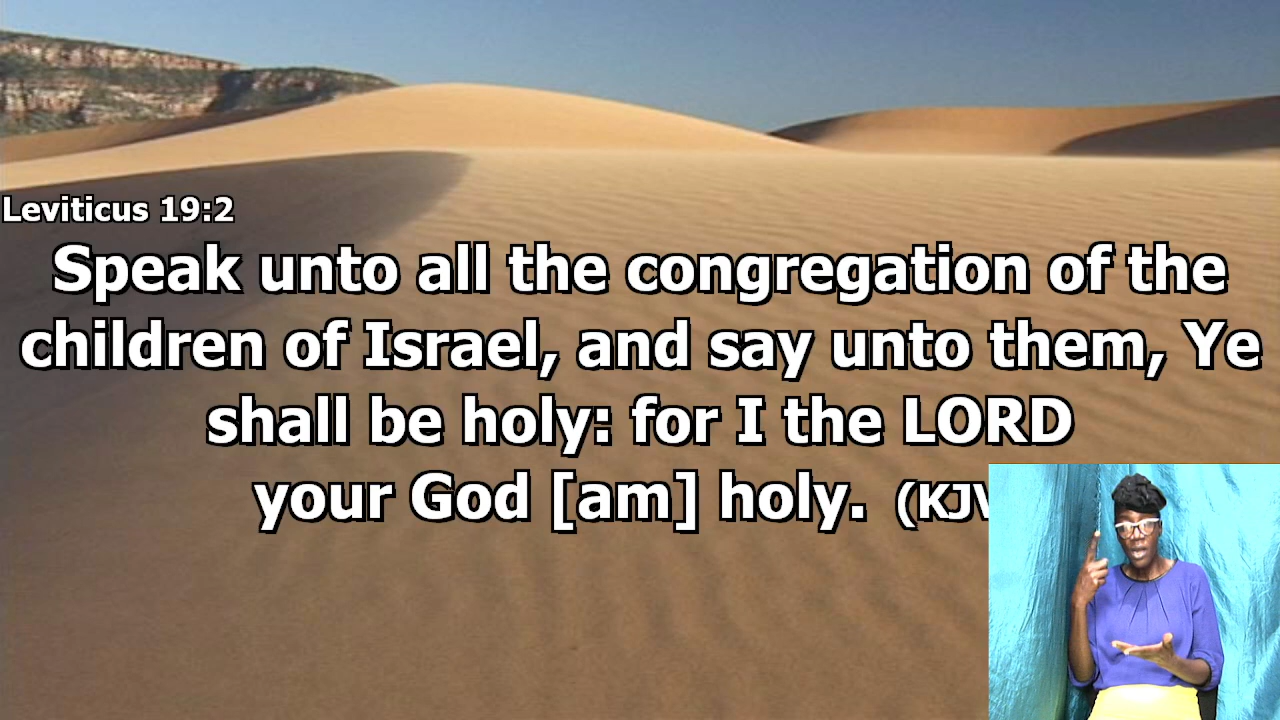 Leviticus 19:2
Speak unto all the congregation of the
children of Israel, and say unto them, Ye
shall be holy: for I the LORD
your God [am] holy. (KJV